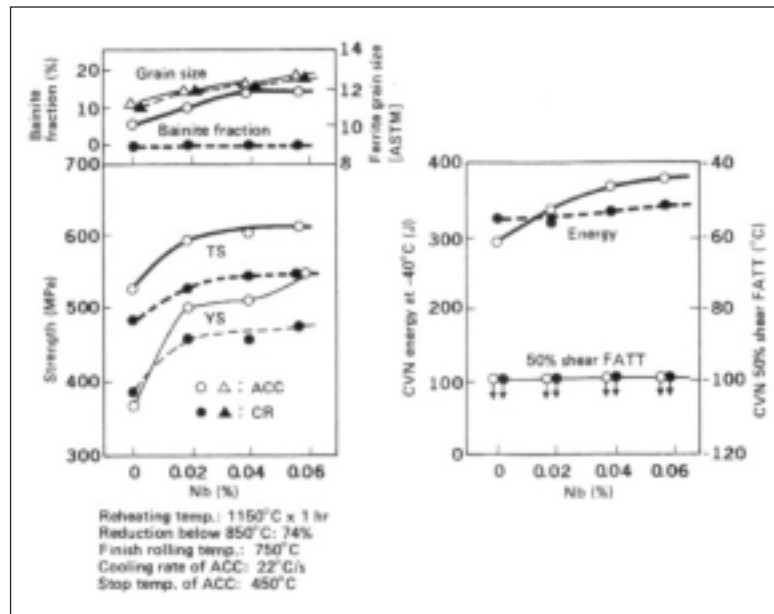 Bainite fraction (%)
20
10
0
Grain size
Bainite fraction
14
12
10
8
Ferrite grain size
[ASTM]
Strength (MPa)
700
600
500
400
300
TS
YS
○ △ : ACC
● ▲ : CR
0 0.02 0.04 0.06
Nb (%)
Reheating temp.: 1150°C x 1 hr
Reduction below 850°C: 74%
Finish rolling temp.: 750°C
Cooling rate of ACC: 22°C/s
Stop temp. of ACC: 450°C
CVN energy at -40°C (J)
400
300
100
0
Energy
50% shear FATT
40
60
80
100
120
CVN 50% shear FATT (°C)
0 0.02 0.04 0.06
Nb (%)